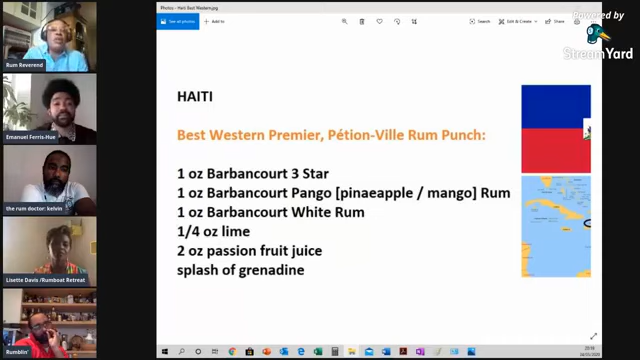 Photos - Haiti Best Western.jpg
See all photos
Add to
Search
Edit & Create
Share
Powered by
StreamYard
Rum Reverend
Emanuel Ferris-Hue
the rum doctor: kelvin
Lisette Davis /Rumboat Retreat
Rumblin'
HAITI
Best Western Premier, Pétion-Ville Rum Punch:
1 oz Barbancourt 3 Star
1 oz Barbancourt Pango [pinaeapple / mango] Rum
1 oz Barbancourt White Rum
1/4 oz lime
2 oz passion fruit juice
splash of grenadine